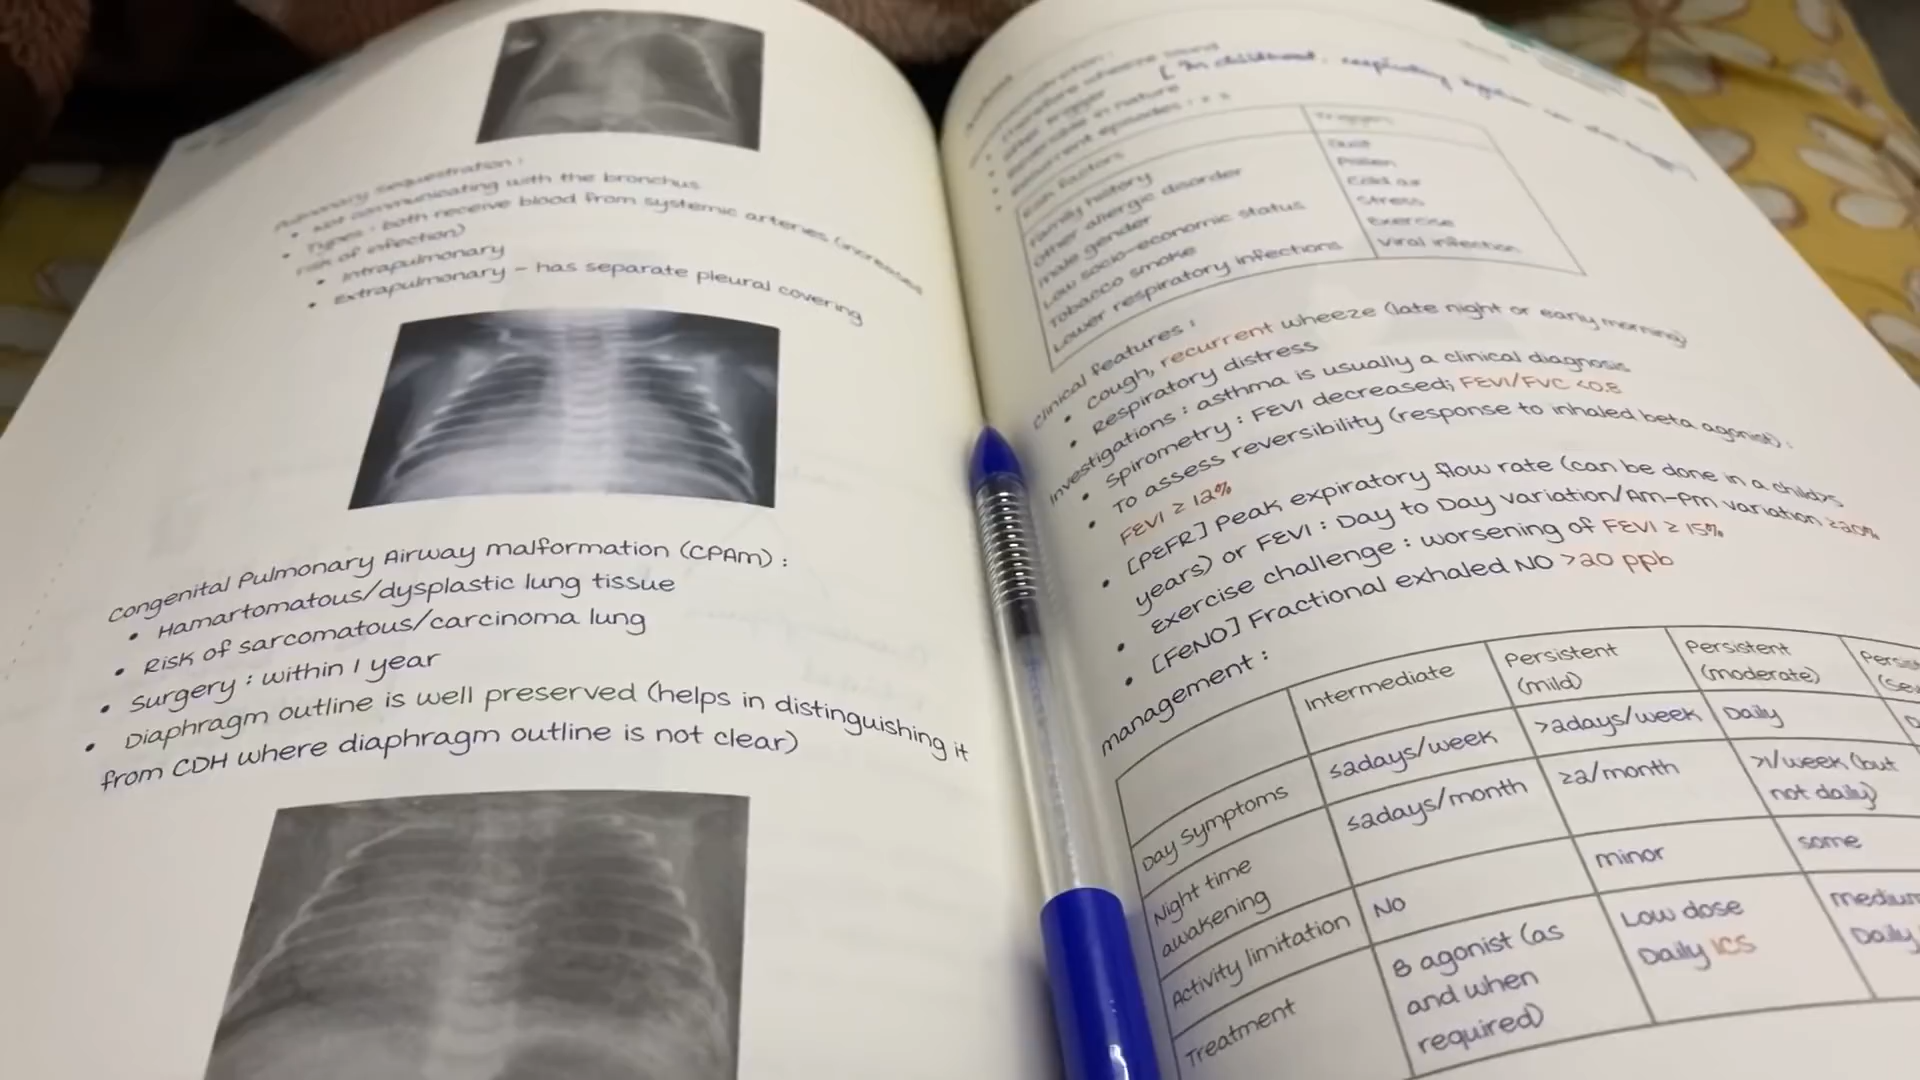 Pulmonary Sequestration :
• Not communicating with the bronchus
• Types : both receive blood from systemic arteries (increased
risk of infection)
• Intrapulmonary
• Extrapulmonary – has separate pleural covering
Congenital Pulmonary Airway malformation (CPAM) :
• Hamartomatous/dysplastic lung tissue
• Risk of sarcomatous/carcinoma lung
• Surgery : within 1 year
• Diaphragm outline is well preserved (helps in distinguishing it
from CDH where diaphragm outline is not clear)
[In childhood, respiratory
Risk factors Triggers
Family history Dust
Other allergic disorder Pollen
male gender Cold air
Low socio-economic status Stress
Tobacco smoke Exercise
Lower respiratory infections Viral infection
Clinical features :
• Cough, recurrent wheeze (late night or early morning)
• Respiratory distress
Investigations : asthma is usually a clinical diagnosis
• Spirometry : FEV1 decreased; FEV1/FVC <0.8
• To assess reversibility (response to inhaled beta agonist) :
FEV1 ≥ 12%
• [PEFR] Peak expiratory flow rate (can be done in a child>5
years) or FEV1 : Day to Day variation/Am-Pm variation ≥20%
• Exercise challenge : worsening of FEV1 ≥ 15%
• [FeNO] Fractional exhaled NO >20 ppb
management :
Intermediate Persistent (mild) Persistent (moderate)
Day Symptoms ≤2days/week >2days/week Daily
Night time awakening ≤2days/month ≥2/month >1/week (but not daily)
Activity limitation No minor some
Treatment B agonist (as and when required) Low dose Daily ICS medium Daily